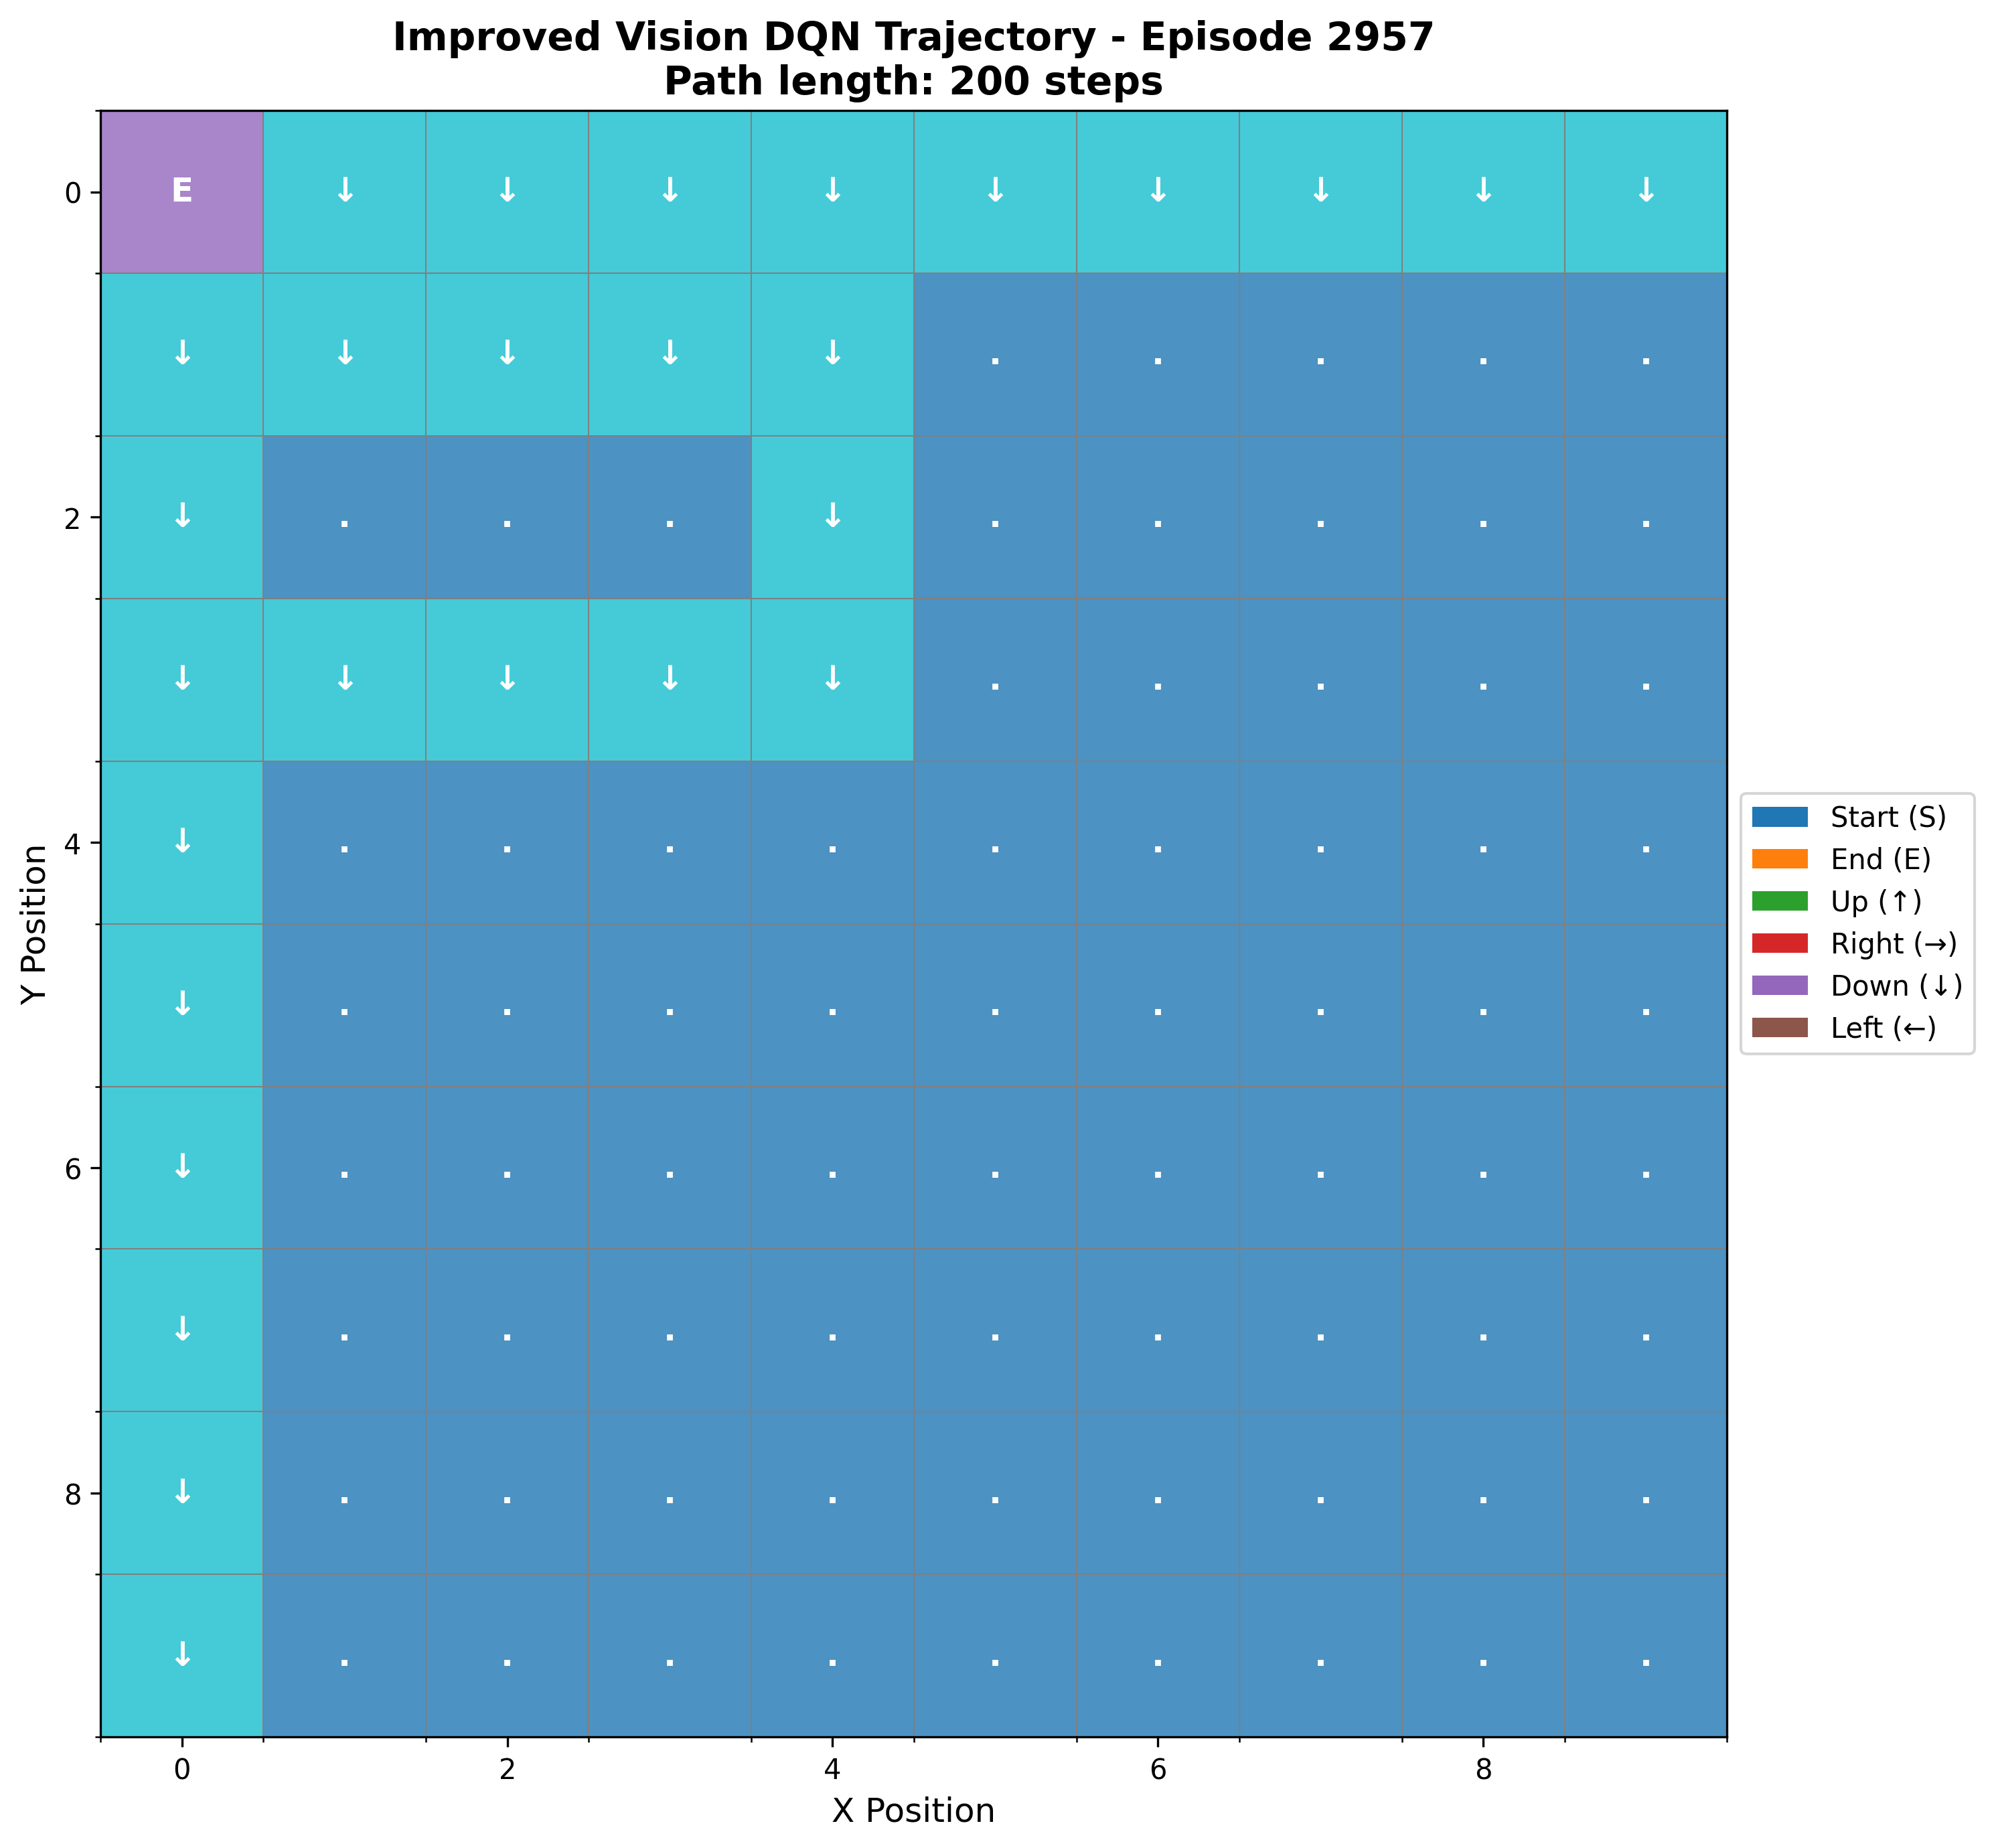 Improved Vision DQN Trajectory - Episode 2957
Path length: 200 steps
0 E ↓ ↓ ↓ ↓ ↓ ↓ ↓ ↓ ↓
↓ ↓ ↓ ↓ ↓ . . . . .
2 ↓ . . . ↓ . . . . .
↓ ↓ ↓ ↓ ↓ . . . . .
4 ↓ . . . . . . . . .
↓ . . . . . . . . .
6 ↓ . . . . . . . . .
↓ . . . . . . . . .
8 ↓ . . . . . . . . .
↓ . . . . . . . . .
0 2 4 6 8
X Position
Y Position
Start (S)
End (E)
Up (↑)
Right (→)
Down (↓)
Left (←)